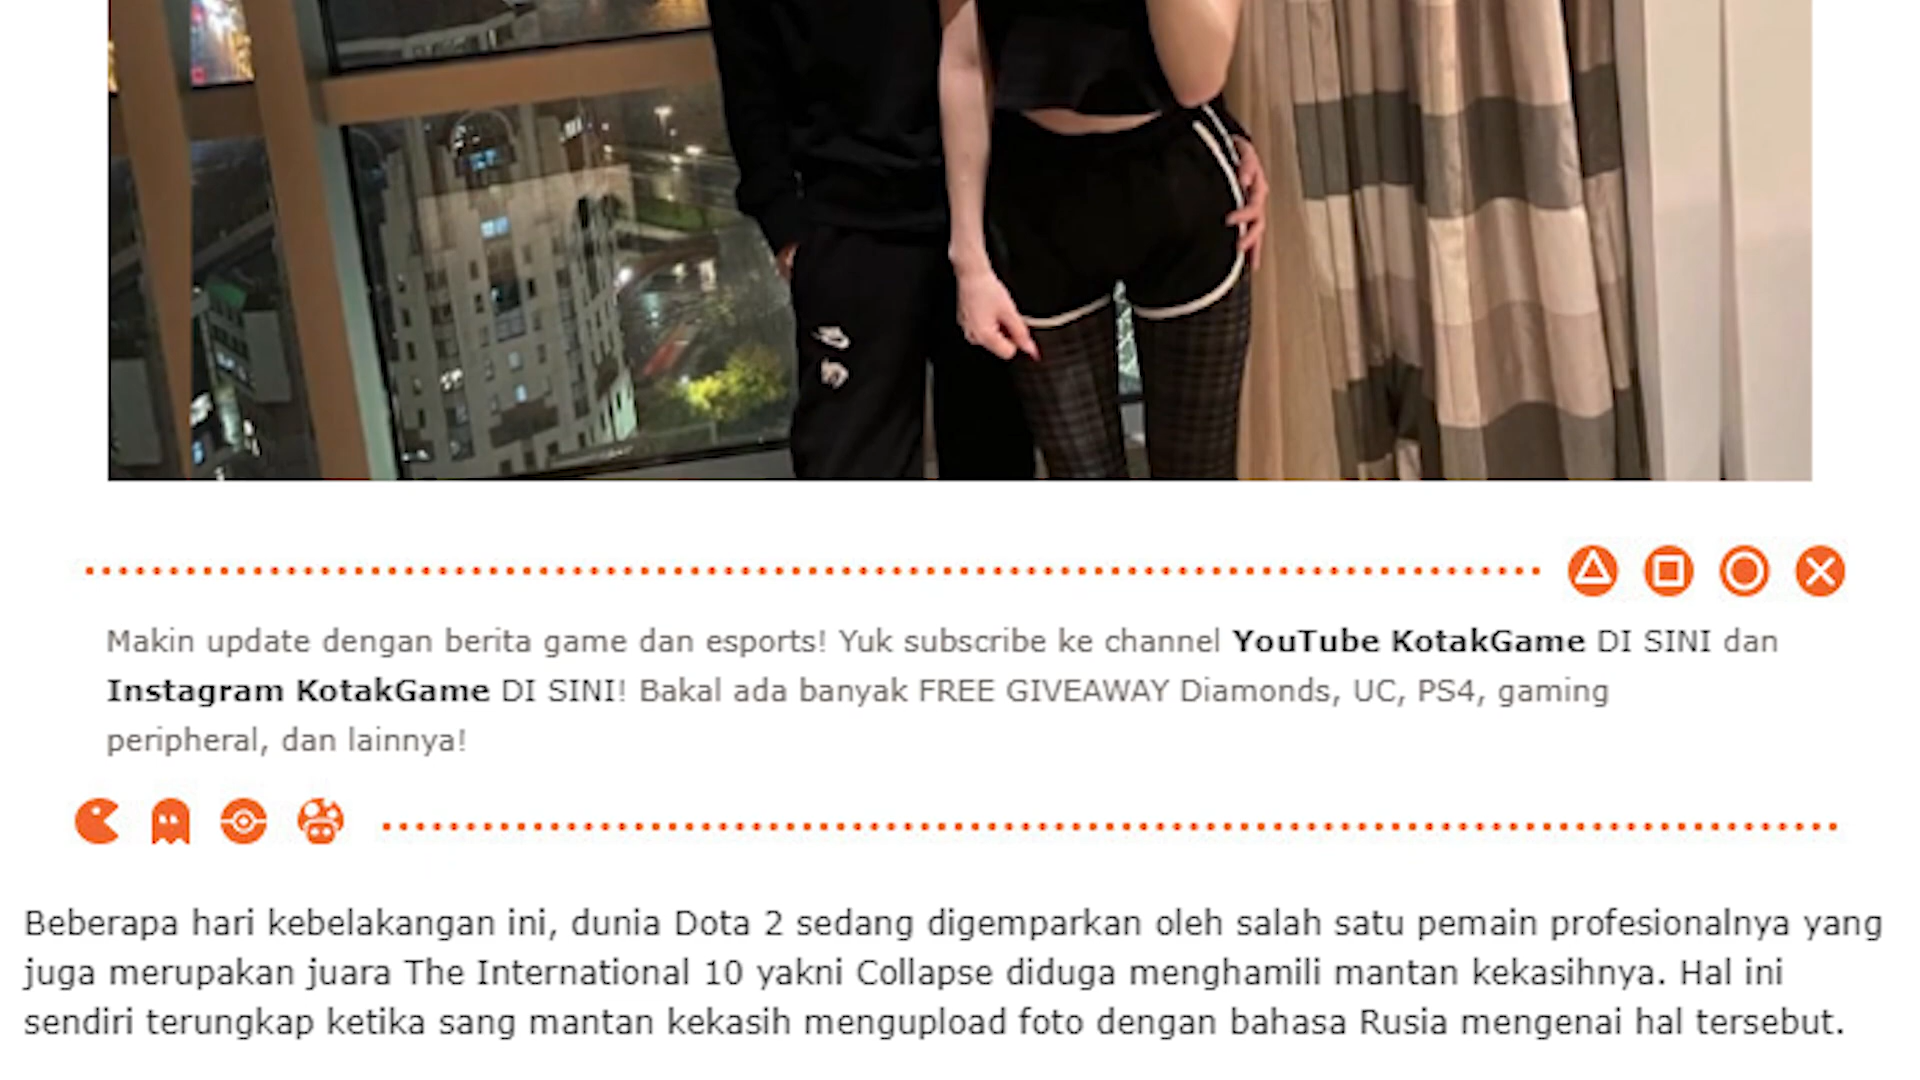 Makin update dengan berita game dan esports! Yuk subscribe ke channel YouTube KotakGame DI SINI dan
Instagram KotakGame DI SINI! Bakal ada banyak FREE GIVEAWAY Diamonds, UC, PS4, gaming
peripheral, dan lainnya!
Beberapa hari kebelakangan ini, dunia Dota 2 sedang digemparkan oleh salah satu pemain profesionalnya yang
juga merupakan juara The International 10 yakni Collapse diduga menghamili mantan kekasihnya. Hal ini
sendiri terungkap ketika sang mantan kekasih mengupload foto dengan bahasa Rusia mengenai hal tersebut.